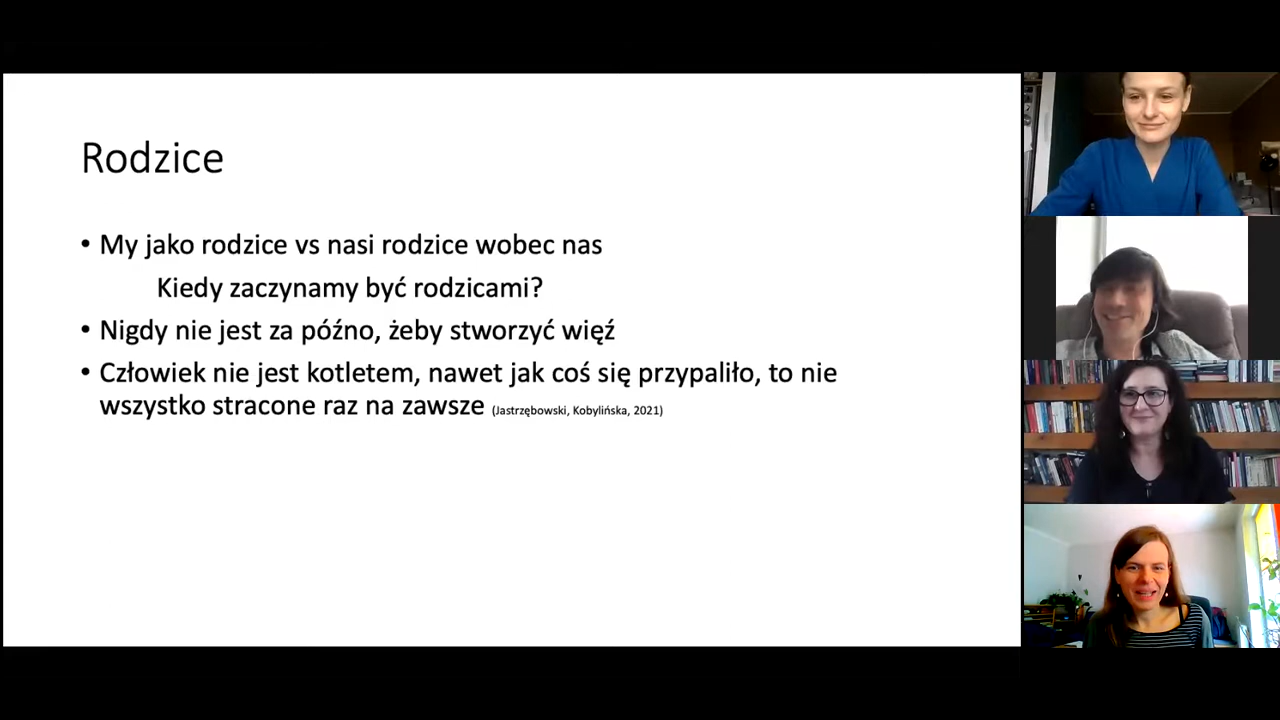 Rodzice
• My jako rodzice vs nasi rodzice wobec nas
Kiedy zaczynamy być rodzicami?
• Nigdy nie jest za późno, żeby stworzyć więź
• Człowiek nie jest kotletem, nawet jak coś się przypaliło, to nie
wszystko stracone raz na zawsze (Jastrzębowski, Kobylińska, 2021)